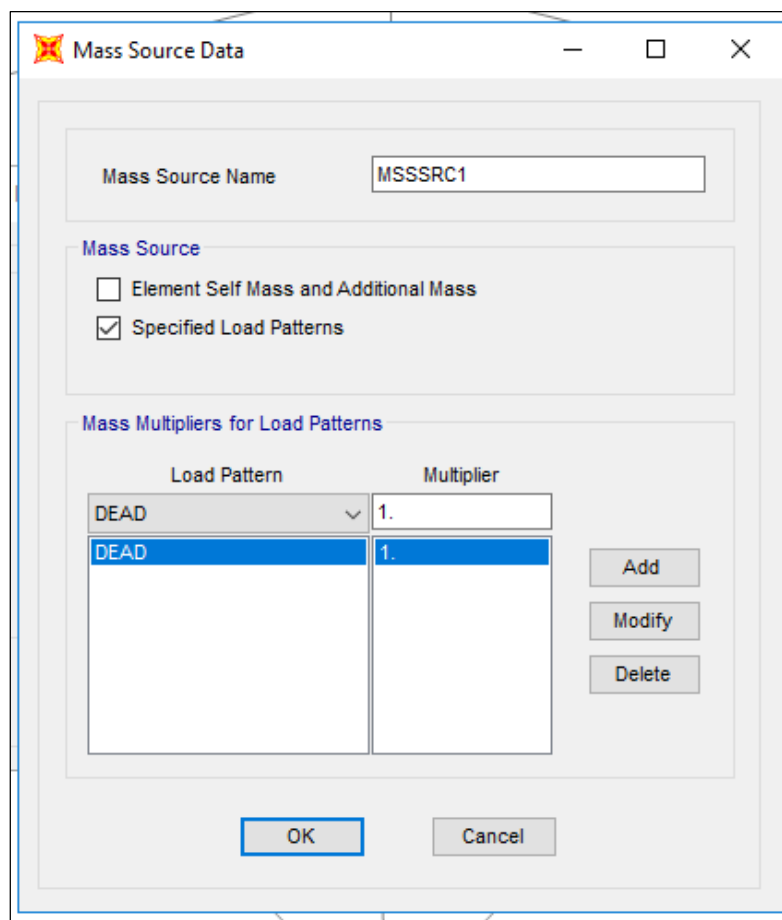 Mass Source Data
Mass Source Name MSSSRC1
Mass Source
Element Self Mass and Additional Mass
Specified Load Patterns
Mass Multipliers for Load Patterns
Load Pattern Multiplier
DEAD 1.
DEAD 1.
Add
Modify
Delete
OK Cancel